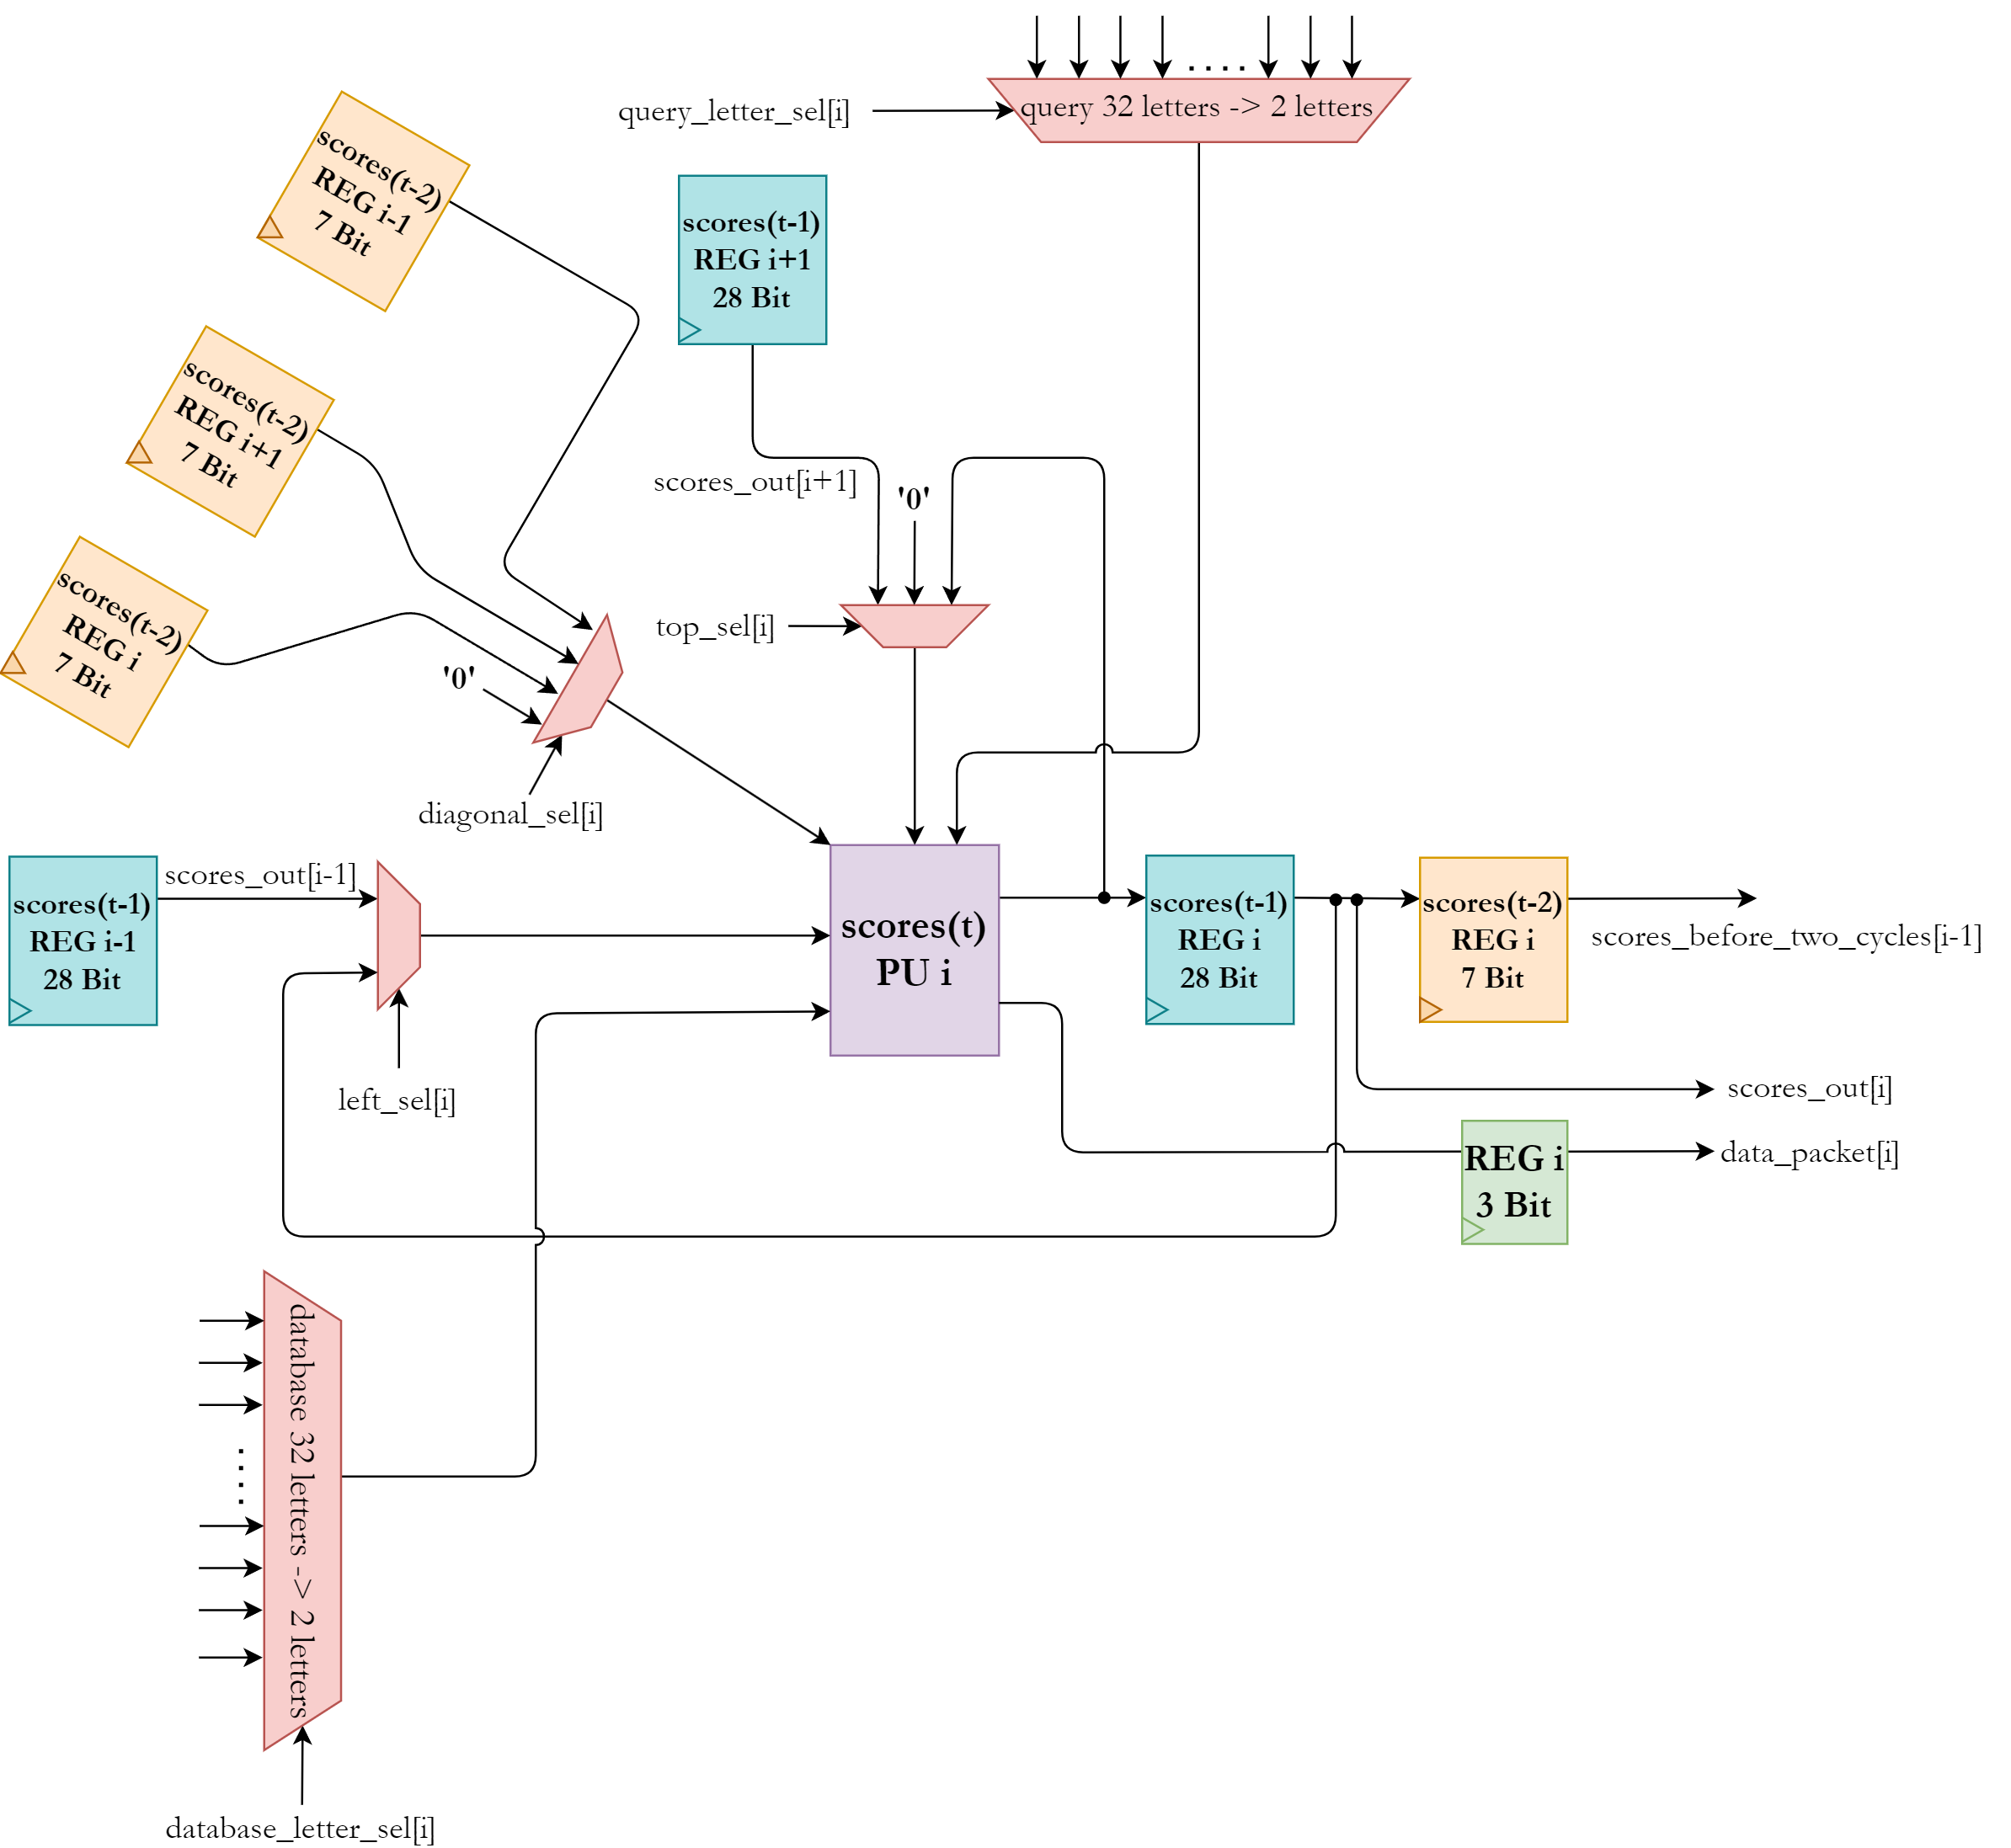 query_letter_sel[i]
query 32 letters -> 2 letters
scores(t-2)
REG i-1
7 Bit
scores(t-1)
REG i+1
28 Bit
scores(t-2)
REG i+1
7 Bit
scores_out[i+1]
'0'
scores(t-2)
REG i
7 Bit
'0'
top_sel[i]
diagonal_sel[i]
scores_out[i-1]
scores(t-1)
REG i-1
28 Bit
left_sel[i]
scores(t)
PU i
scores(t-1)
REG i
28 Bit
scores(t-2)
REG i
7 Bit
scores_before_two_cycles[i-1]
scores_out[i]
REG i
3 Bit
data_packet[i]
database 32 letters -> 2 letters
database_letter_sel[i]